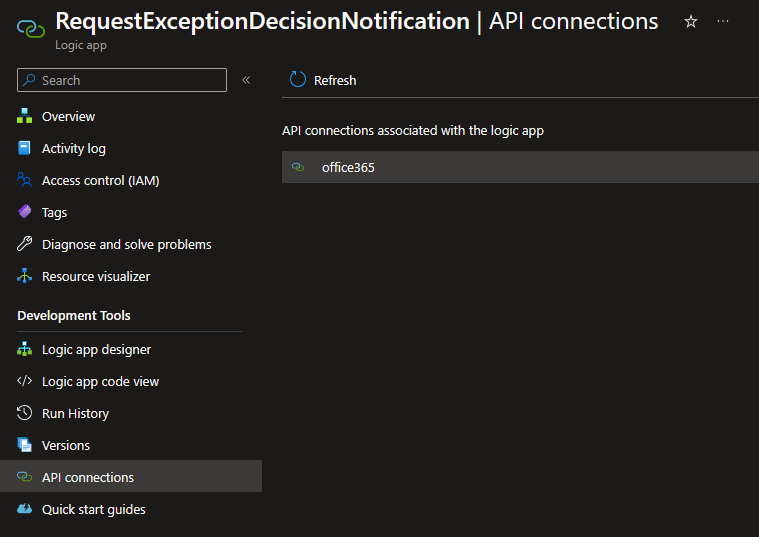 RequestExceptionDecisionNotification | API connections
Logic app
Search
Refresh
Overview
Activity log
Access control (IAM)
Tags
Diagnose and solve problems
Resource visualizer
Development Tools
Logic app designer
Logic app code view
Run History
Versions
API connections
Quick start guides
API connections associated with the logic app
office365